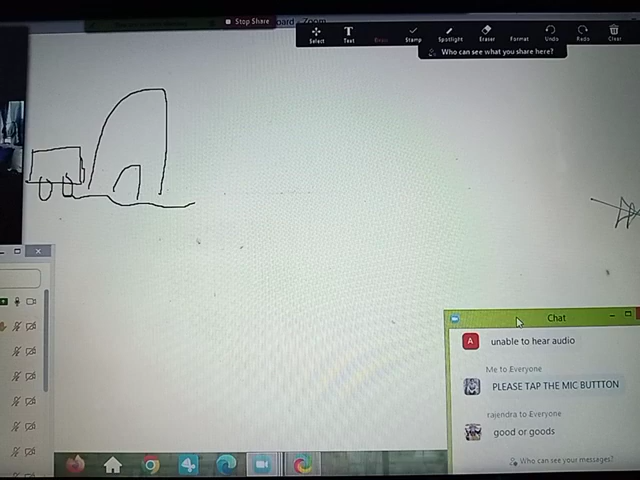 Stop Share
oard - Zoom
Select
Text
Stamp
Spotlight
Eraser
Format
Undo
Redo
Clear
Who can see what you share here?
Chat
A
unable to hear audio
Me to Everyone
PLEASE TAP THE MIC BUTTTON
rajendra to Everyone
good or goods
Who can see your messages?